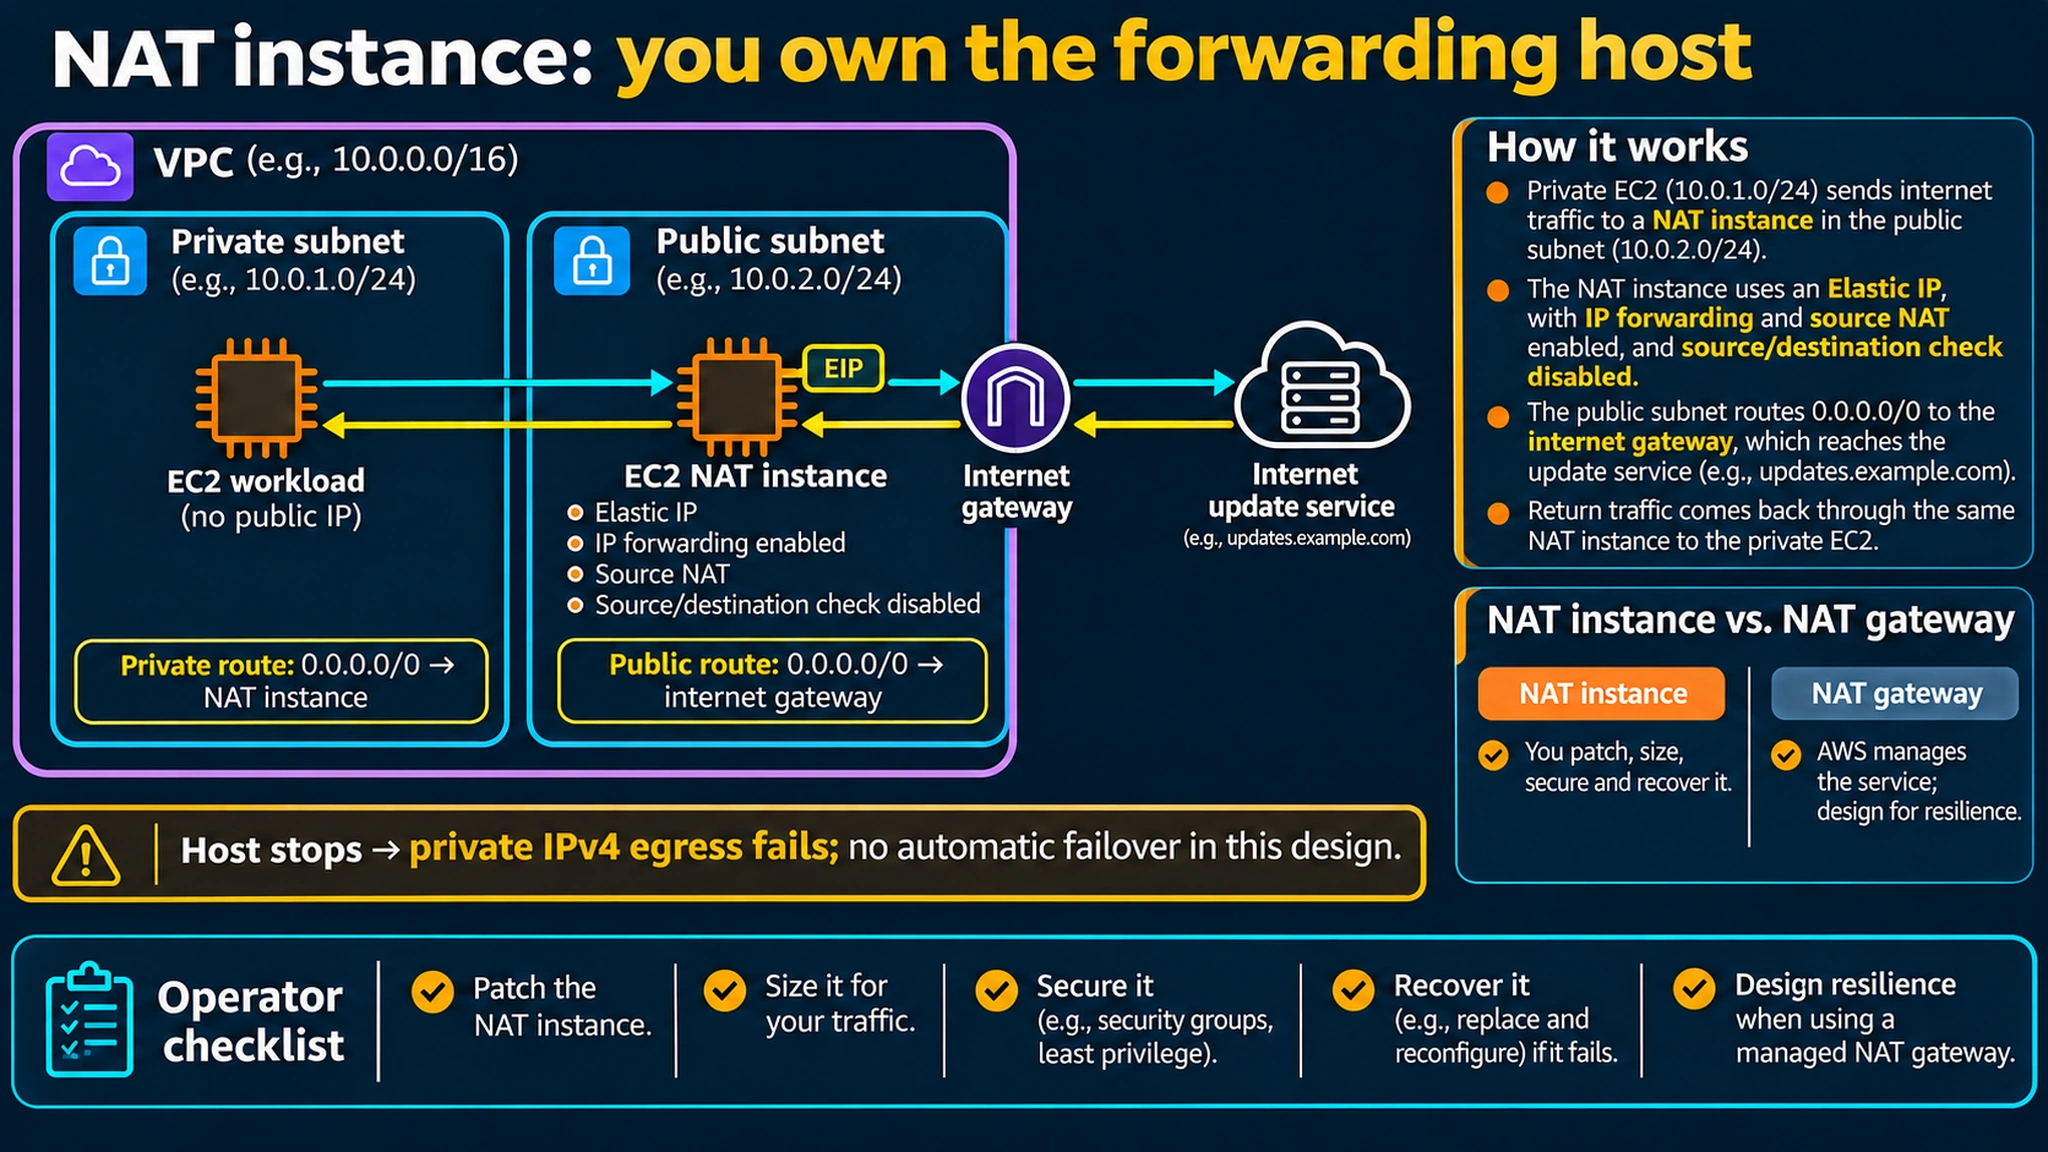 NAT instance: you own the forwarding host
VPC (e.g., 10.0.0.0/16)
Private subnet
(e.g., 10.0.1.0/24)
EC2 workload
(no public IP)
Private route: 0.0.0.0/0 →
NAT instance
Public subnet
(e.g., 10.0.2.0/24)
EIP
EC2 NAT instance
Elastic IP
IP forwarding enabled
Source NAT
Source/destination check disabled
Public route: 0.0.0.0/0 →
internet gateway
Internet
gateway
Internet
update service
(e.g., updates.example.com)
How it works
Private EC2 (10.0.1.0/24) sends internet
traffic to a NAT instance in the public
subnet (10.0.2.0/24).
The NAT instance uses an Elastic IP,
with IP forwarding and source NAT
enabled, and source/destination check
disabled.
The public subnet routes 0.0.0.0/0 to the
internet gateway, which reaches the
update service (e.g., updates.example.com).
Return traffic comes back through the same
NAT instance to the private EC2.
NAT instance vs. NAT gateway
NAT instance
You patch, size,
secure and recover it.
NAT gateway
AWS manages
the service;
design for resilience.
Host stops → private IPv4 egress fails; no automatic failover in this design.
Operator
checklist
Patch the
NAT instance.
Size it for
your traffic.
Secure it
(e.g., security groups,
least privilege).
Recover it
(e.g., replace and
reconfigure) if it fails.
Design resilience
when using a
managed NAT gateway.